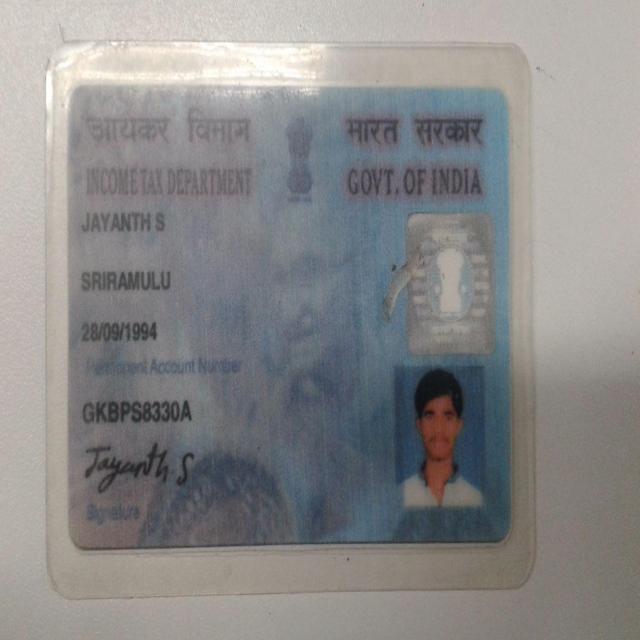 आयकर विभाग भारत सरकार
INCOME TAX DEPARTMENT GOVT. OF INDIA
JAYANTH S
SRIRAMULU
28/09/1994
Permanent Account Number
GKBPS8330A
Jayanth S
Signature